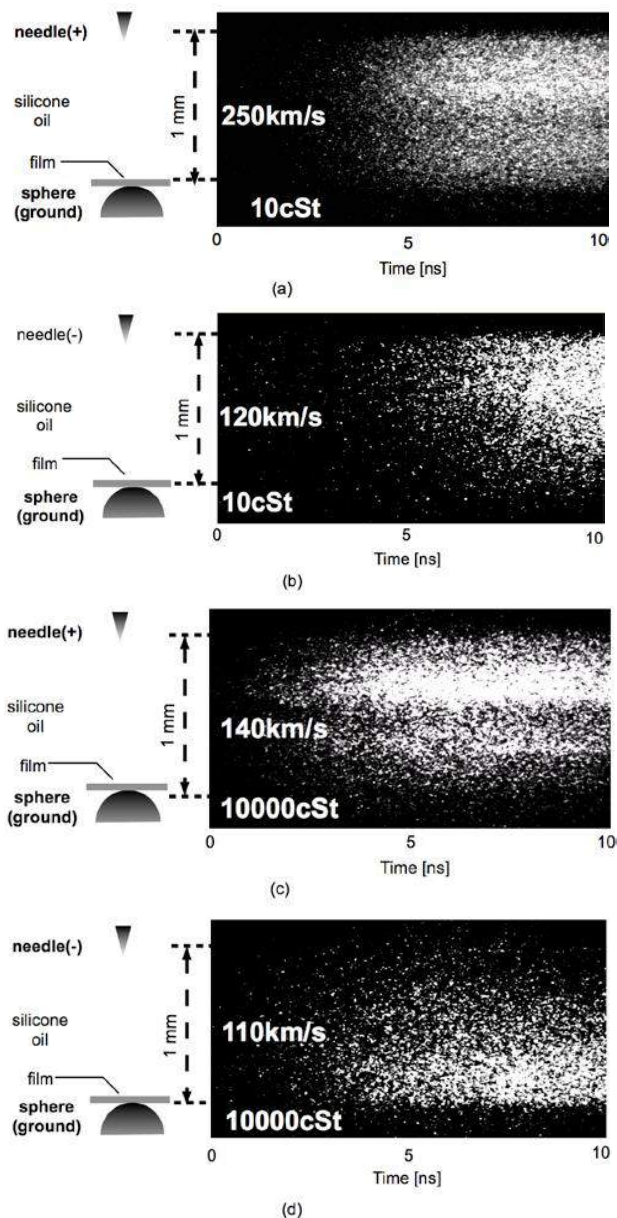 needle(+)
silicone
oil
film
sphere
(ground)
1 mm
250km/s
10cSt
0
5
10
Time [ns]
(a)
needle(-)
silicone
oil
film
sphere
(ground)
1 mm
120km/s
10cSt
0
5
10
Time [ns]
(b)
needle(+)
silicone
oil
film
sphere
(ground)
1 mm
140km/s
10000cSt
0
5
10
Time [ns]
(c)
needle(-)
silicone
oil
film
sphere
(ground)
1 mm
110km/s
10000cSt
0
5
10
Time [ns]
(d)